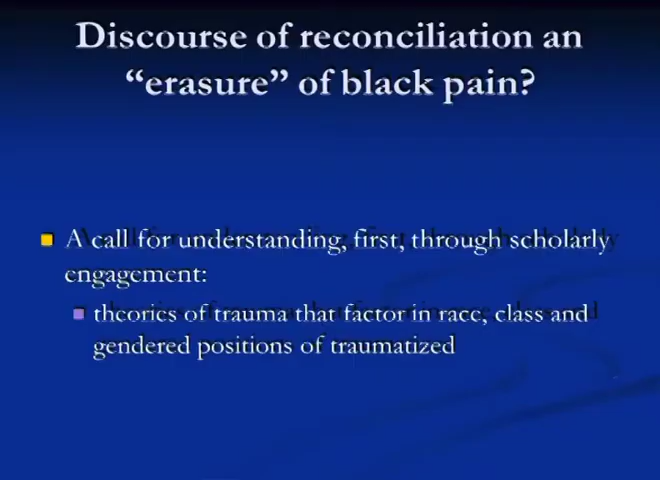 Discourse of reconciliation an
“erasure” of black pain?
A call for understanding, first, through scholarly
engagement:
theories of trauma that factor in race, class and
gendered positions of traumatized